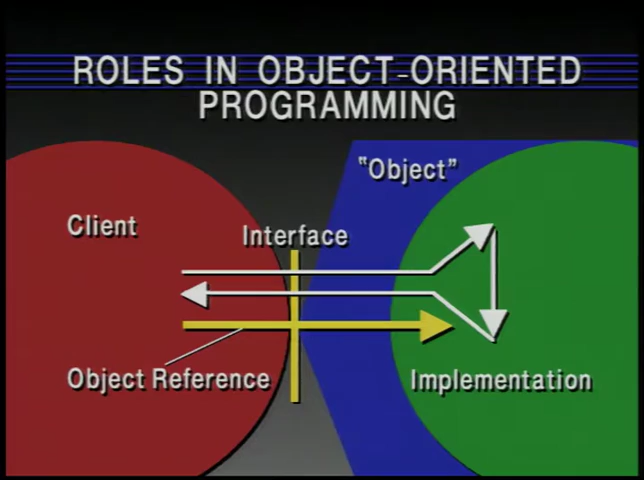 ROLES IN OBJECT-ORIENTED
PROGRAMMING
"Object"
Client
Interface
Object Reference
Implementation